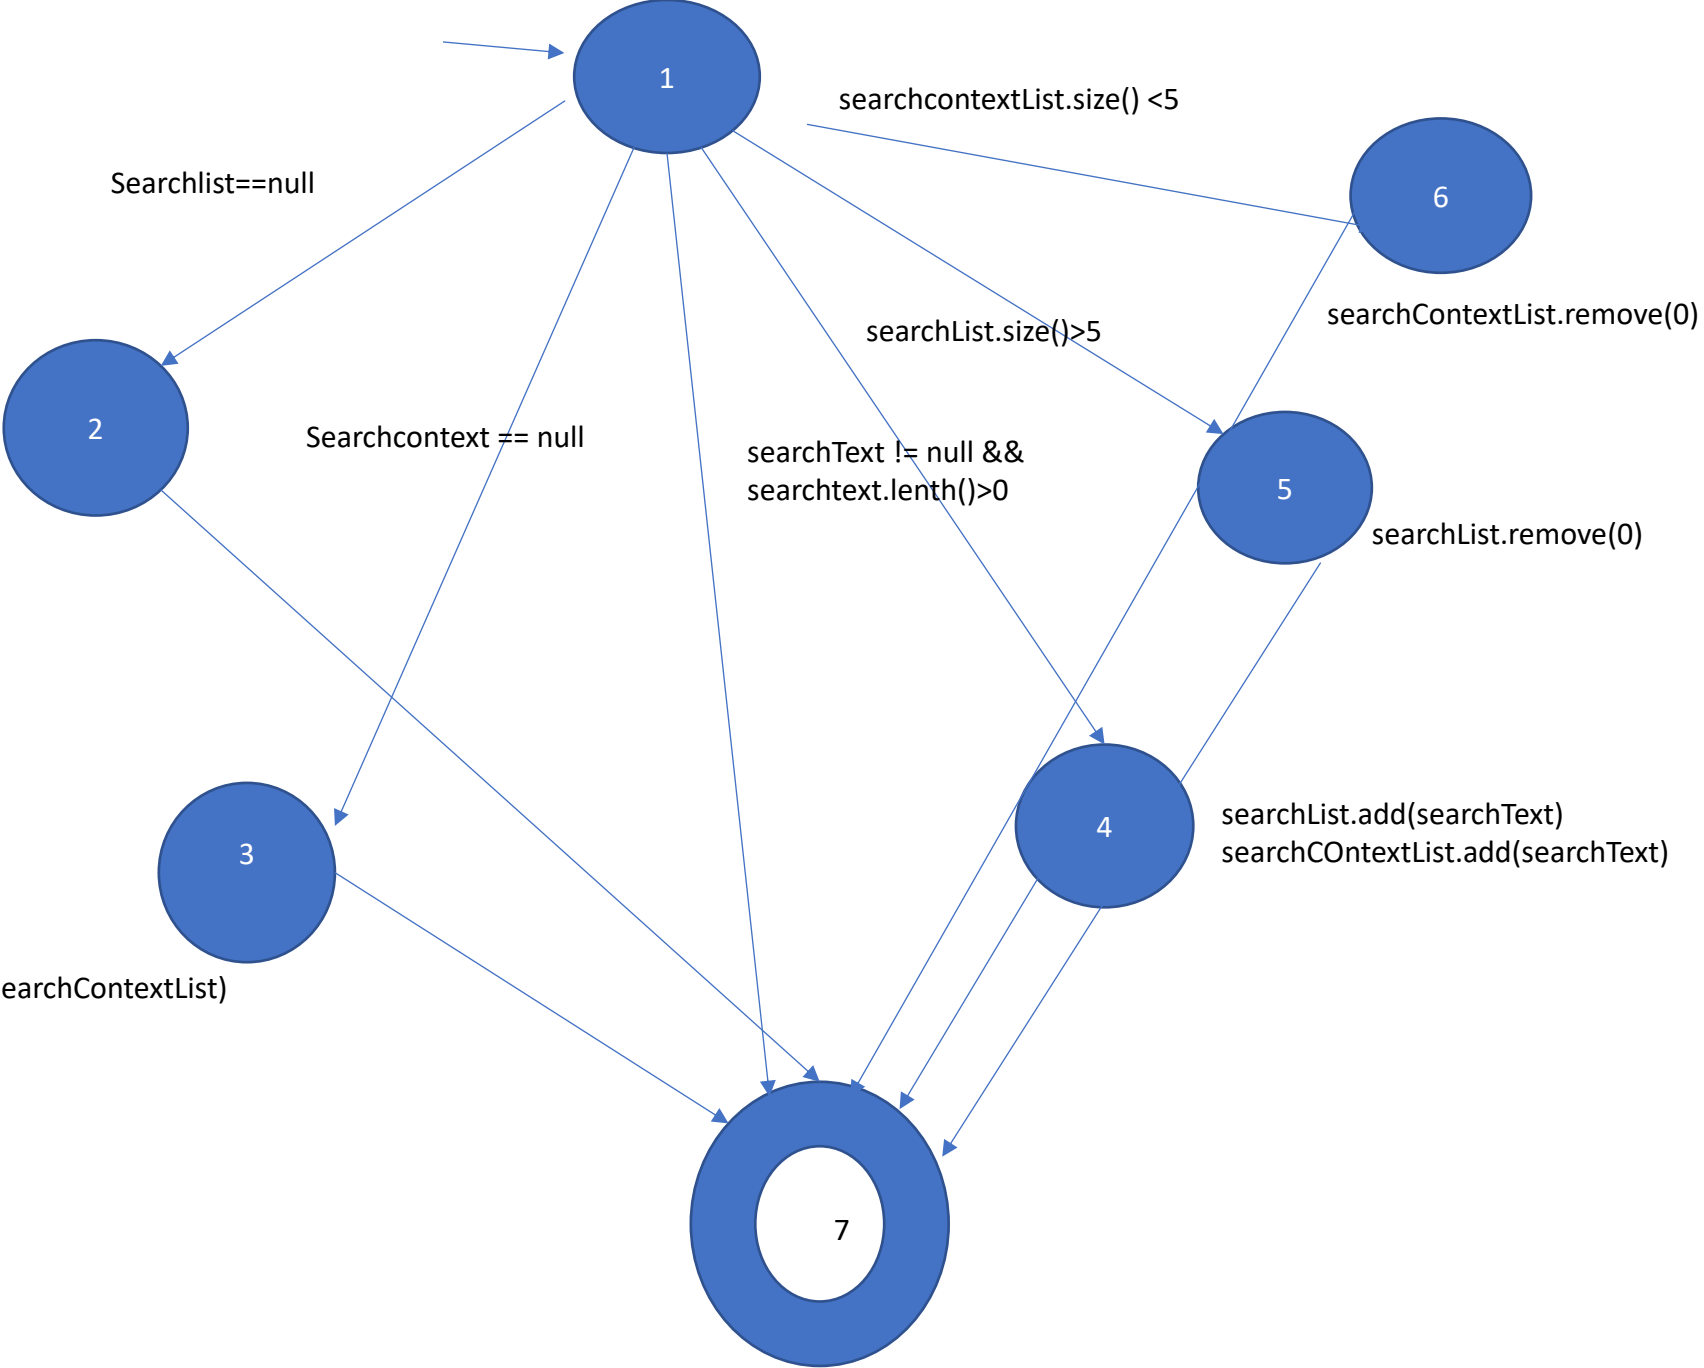 1
searchcontextList.size() <5
Searchlist==null
6
searchContextList.remove(0)
searchList.size()>5
2
Searchcontext == null
searchText != null &&
searchtext.lenth()>0
5
searchList.remove(0)
searchList.add(searchText)
4
3
searchCOntextList.add(searchText)
earchContextList)
7